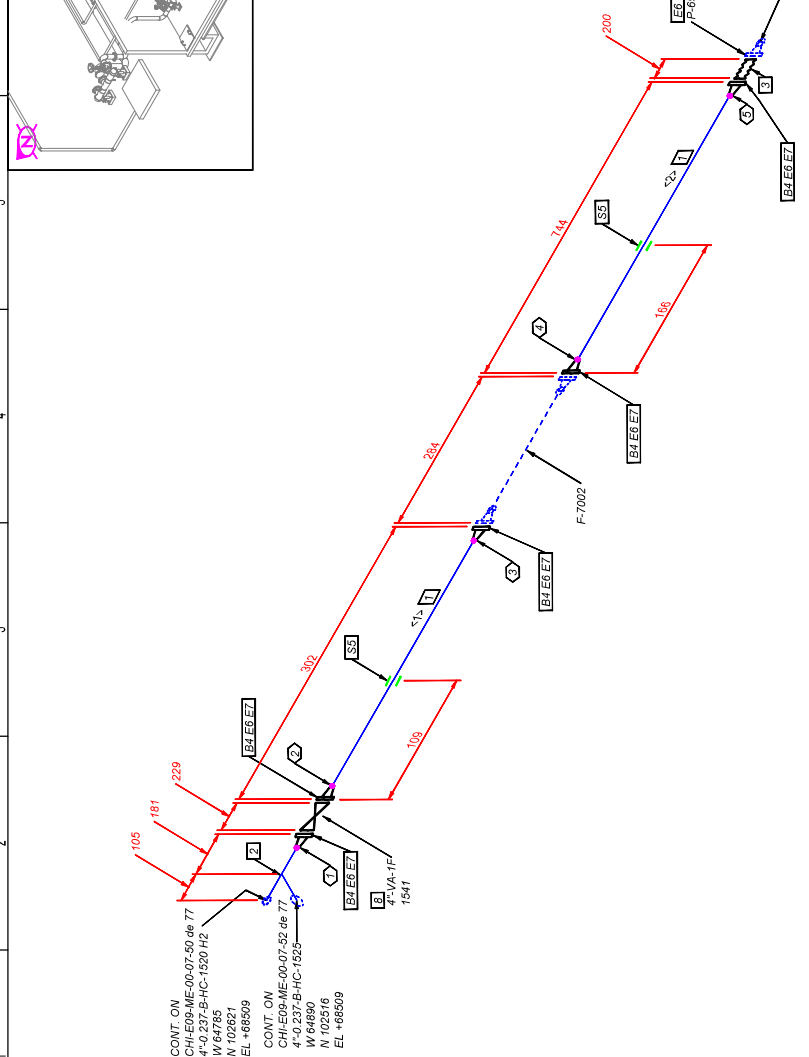 N
200
E6
3
5
B4 E6 E7
<2> 1
744
S5
166
4
B4 E6 E7
284
F-7002
3
B4 E6 E7
<1> 1
302
S5
109
B4 E6 E7
2
229
181
105
2
1
B4 E6 E7
8
4"-VA-1F
1541
CONT. ON
CHI-E09-ME-00-07-50 de 77
4"-0.237-B-HC-1520 H2
W 64785
N 102621
EL +68509
CONT. ON
CHI-E09-ME-00-07-52 de 77
4"-0.237-B-HC-1525
W 64890
N 102516
EL +68509
4